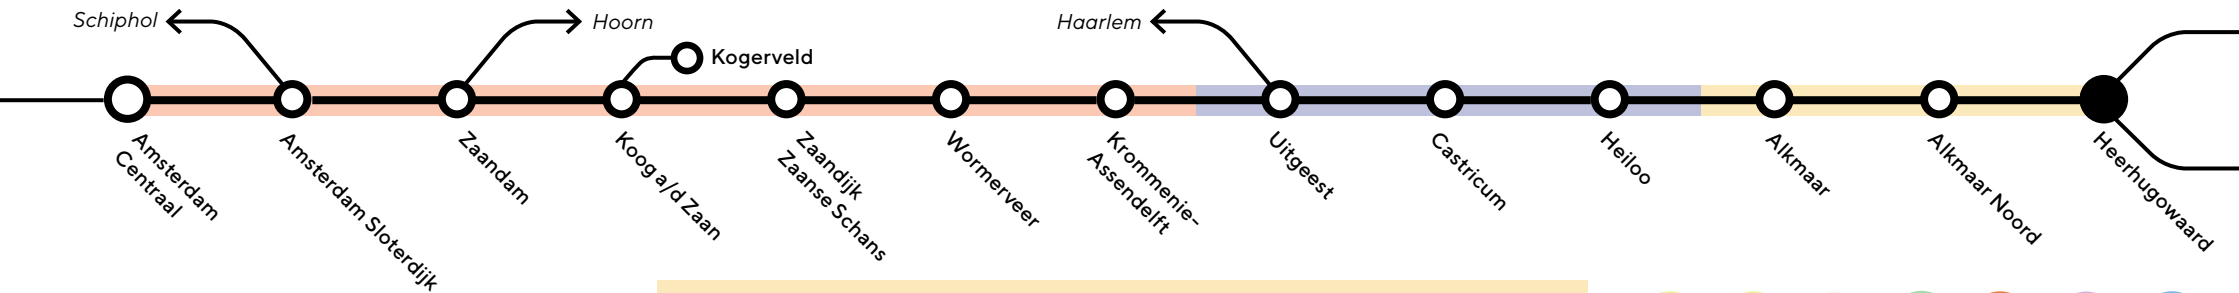 Schiphol
Hoorn
Haarlem
Kogerveld
Amsterdam
Centraal
Amsterdam Sloterdijk
Zaandam
Koog a/d Zaan
Zaandijk
Zaanse Schans
Wormerveer
Krommenie-
Assendelft
Uitgeest
Castricum
Heiloo
Alkmaar
Alkmaar Noord
Heerhugowaard